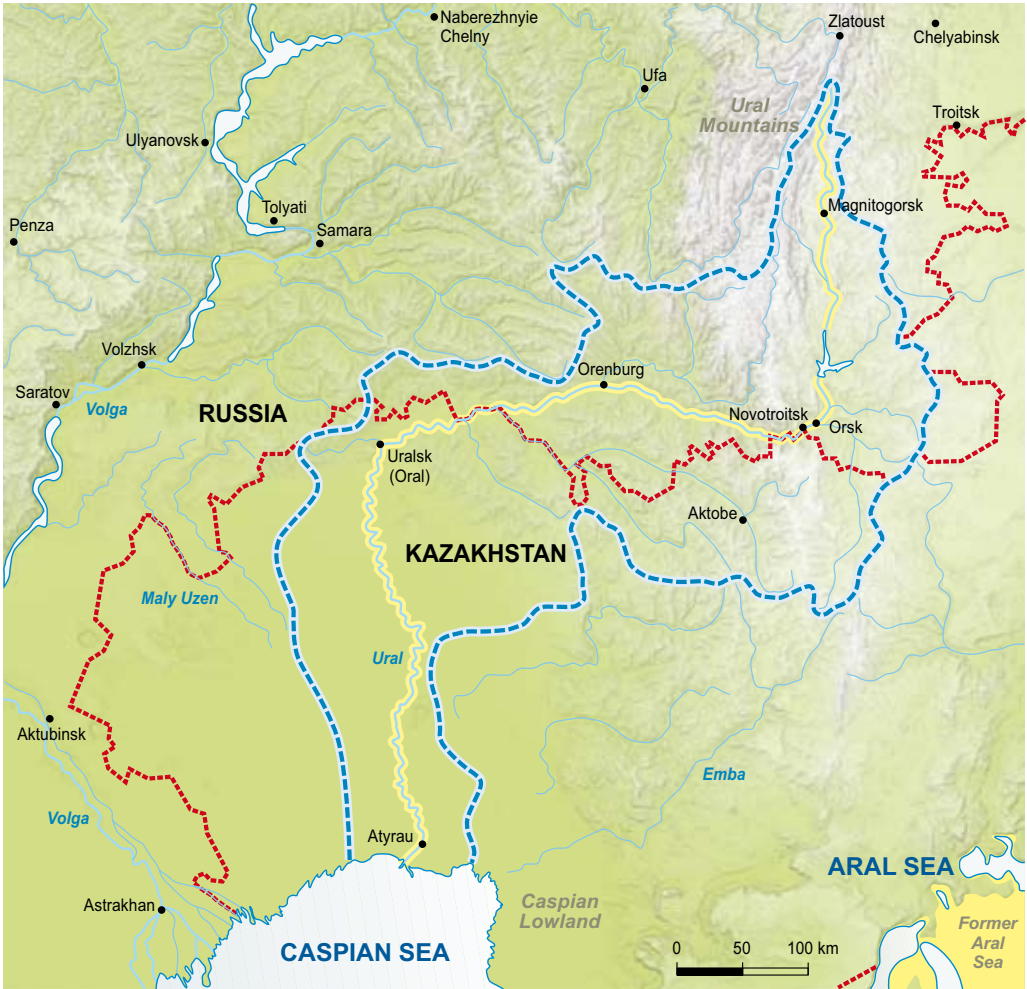 Naberezhnyie
Chelny
Zlatoust
Chelyabinsk
Ufa
Ural
Mountains
Troitsk
Ulyanovsk
Tolyati
Samara
Penza
Magnitogorsk
Volzhsk
Saratov
Volga
RUSSIA
Orenburg
Novotroitsk
Orsk
Uralsk
(Oral)
Aktobe
KAZAKHSTAN
Maly Uzen
Ural
Aktubinsk
Emba
Volga
Atyrau
ARAL SEA
Astrakhan
Caspian
Lowland
Former
Aral
Sea
CASPIAN SEA
0 50 100 km